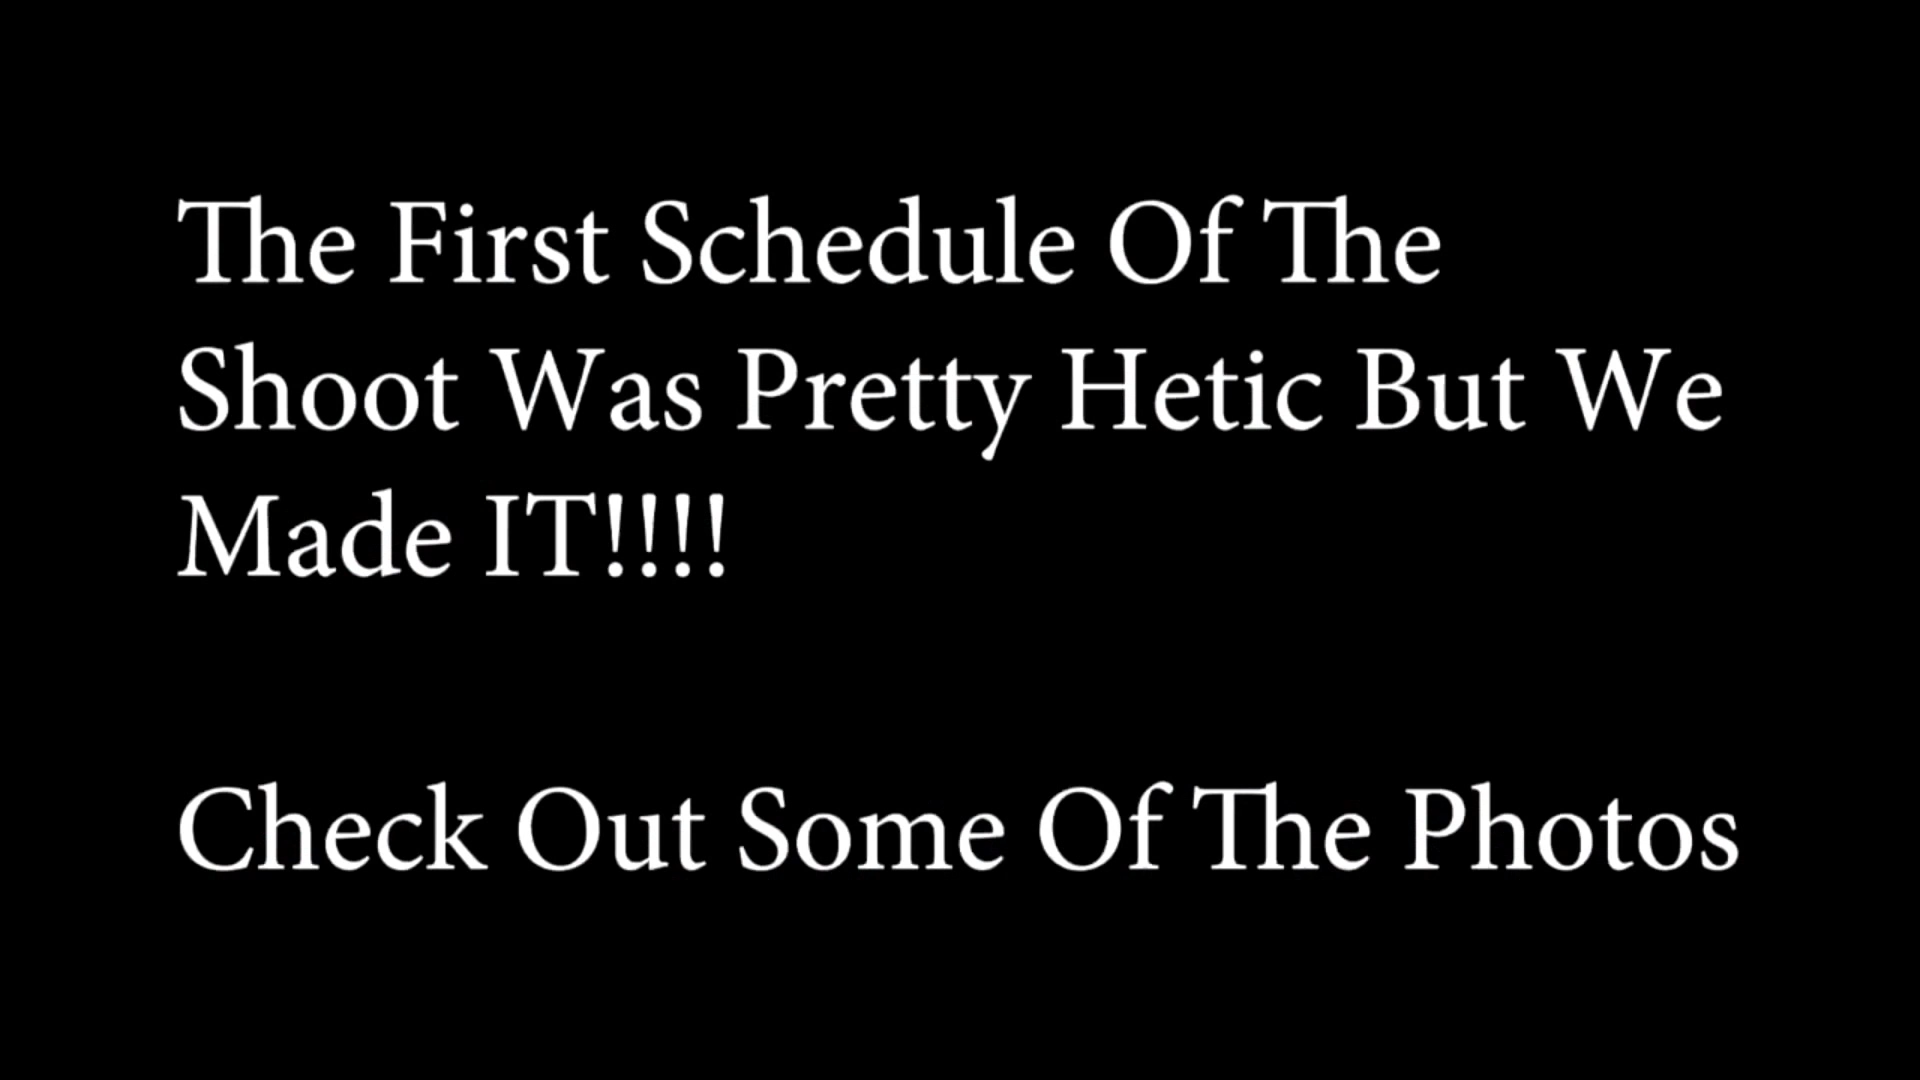 The First Schedule Of The
Shoot Was Pretty Hetic But We
Made IT!!!!
Check Out Some Of The Photos